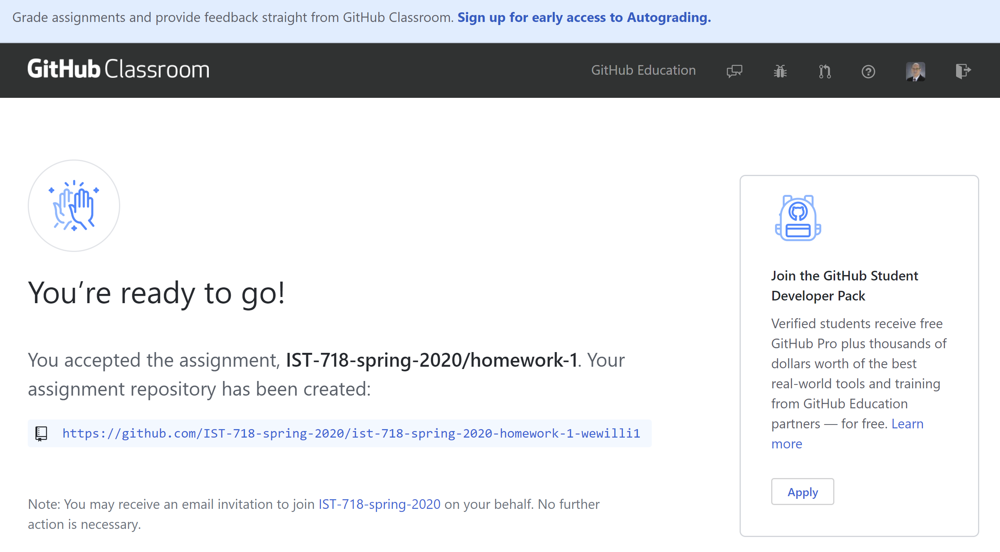 Grade assignments and provide feedback straight from GitHub Classroom. Sign up for early access to Autograding.
GitHub Classroom
GitHub Education
You’re ready to go!
You accepted the assignment, IST-718-spring-2020/homework-1. Your
assignment repository has been created:
https://github.com/IST-718-spring-2020/ist-718-spring-2020-homework-1-wewilli1
Note: You may receive an email invitation to join IST-718-spring-2020 on your behalf. No further
action is necessary.
Join the GitHub Student
Developer Pack
Verified students receive free
GitHub Pro plus thousands of
dollars worth of the best
real-world tools and training
from GitHub Education
partners — for free. Learn
more
Apply